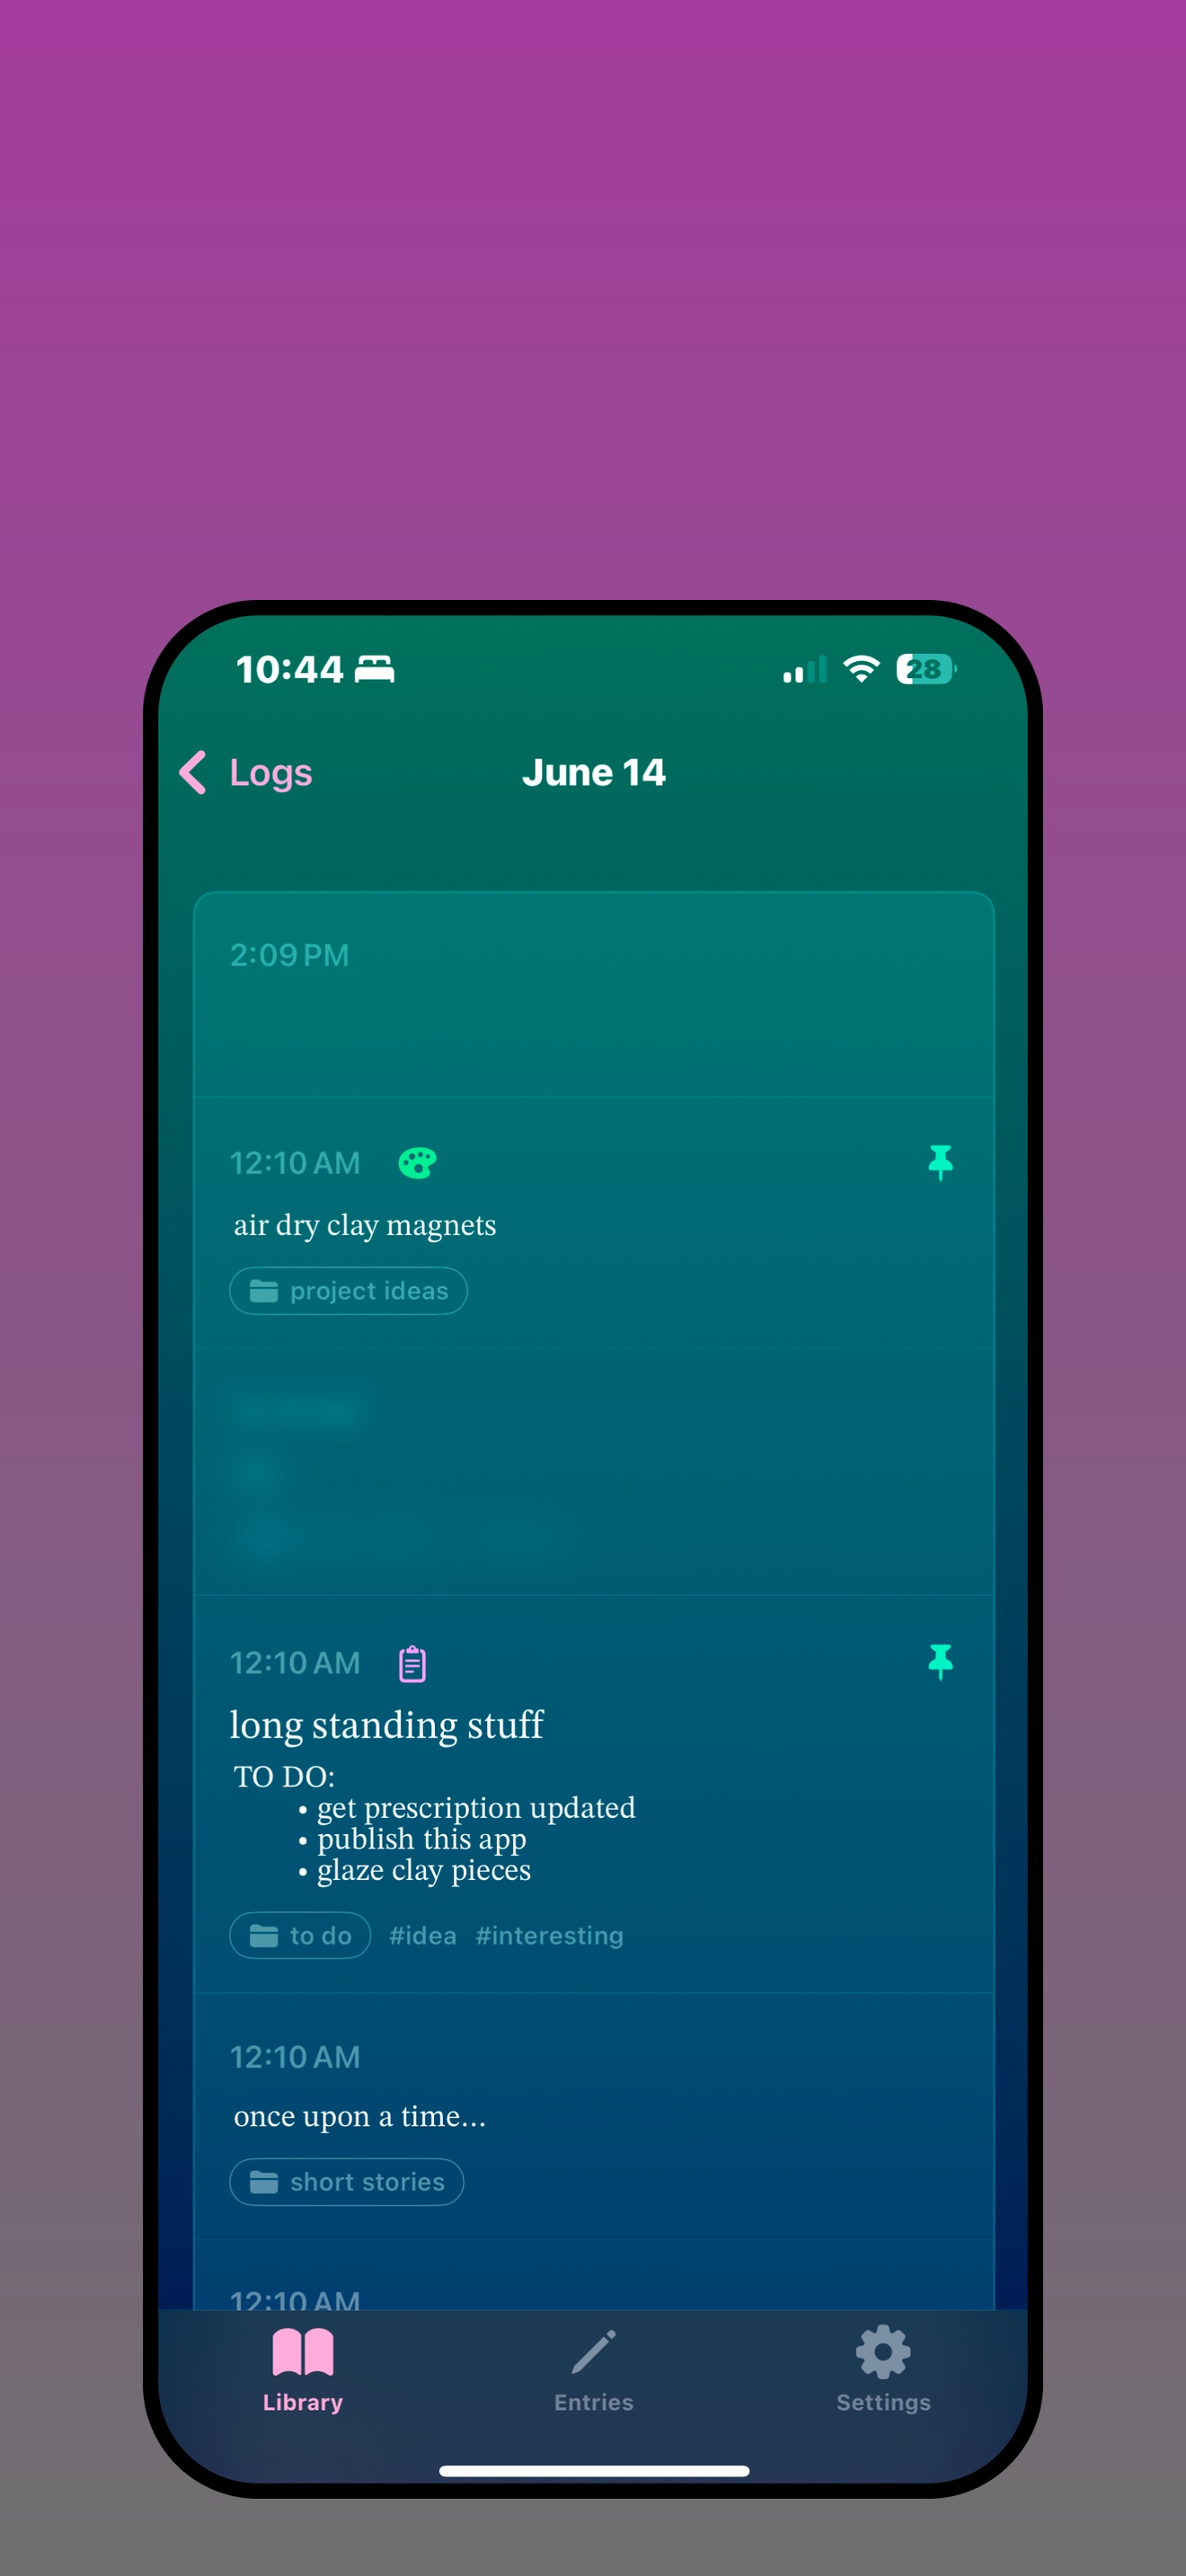 10:44
28
Logs
June 14
2:09 PM
12:10 AM
air dry clay magnets
project ideas
12:10 AM
long standing stuff
TO DO:
• get prescription updated
• publish this app
• glaze clay pieces
to do #idea #interesting
12:10 AM
once upon a time...
short stories
12:10 AM
Library
Entries
Settings